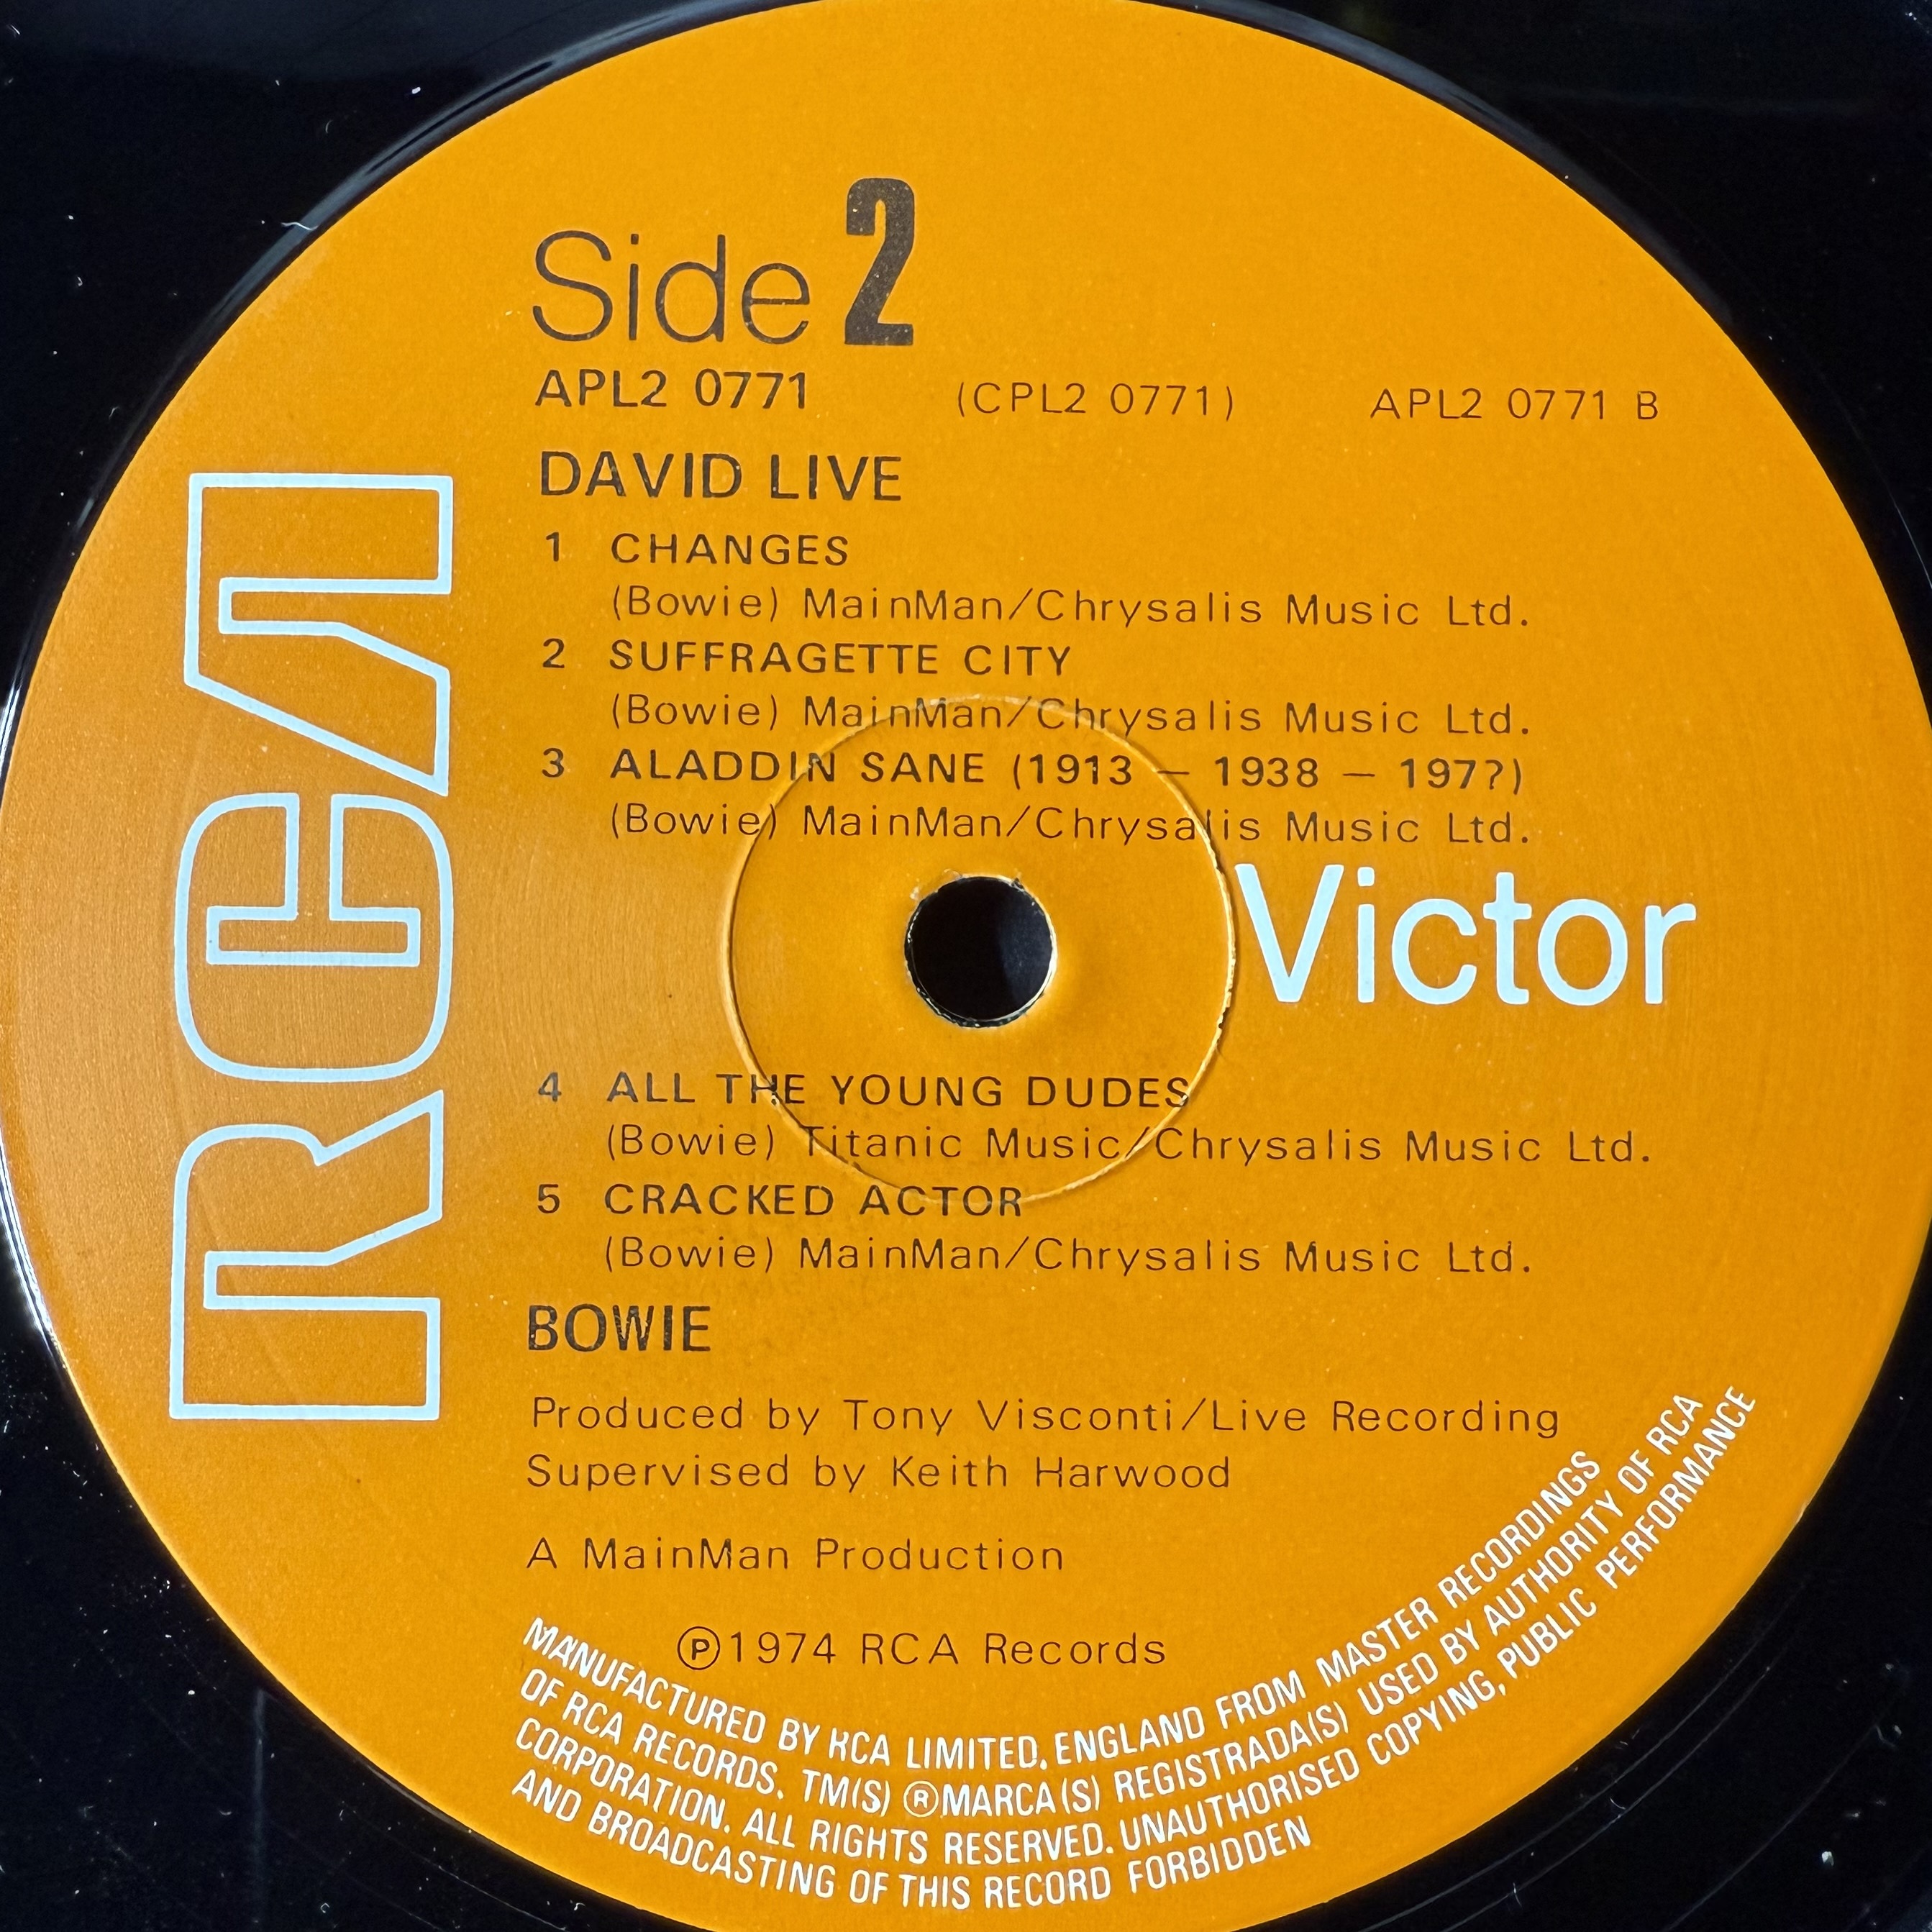 Side 2
APL2 0771 (CPL2 0771) APL2 0771 B
DAVID LIVE
1 CHANGES
(Bowie) MainMan/Chrysalis Music Ltd.
2 SUFFRAGETTE CITY
(Bowie) MainMan/Chrysalis Music Ltd.
3 ALADDIN SANE (1913 — 1938 — 197?)
(Bowie) MainMan/Chrysalis Music Ltd.
RCA
Victor
4 ALL THE YOUNG DUDES
(Bowie) Titanic Music/Chrysalis Music Ltd.
5 CRACKED ACTOR
(Bowie) MainMan/Chrysalis Music Ltd.
BOWIE
Produced by Tony Visconti/Live Recording
Supervised by Keith Harwood
A MainMan Production
Ⓟ1974 RCA Records
MANUFACTURED BY RCA LIMITED, ENGLAND FROM MASTER RECORDINGS
OF RCA RECORDS. TM(S) ®MARCA(S) REGISTRADA(S) USED BY AUTHORITY OF RCA
CORPORATION. ALL RIGHTS RESERVED. UNAUTHORISED COPYING, PUBLIC PERFORMANCE
AND BROADCASTING OF THIS RECORD FORBIDDEN